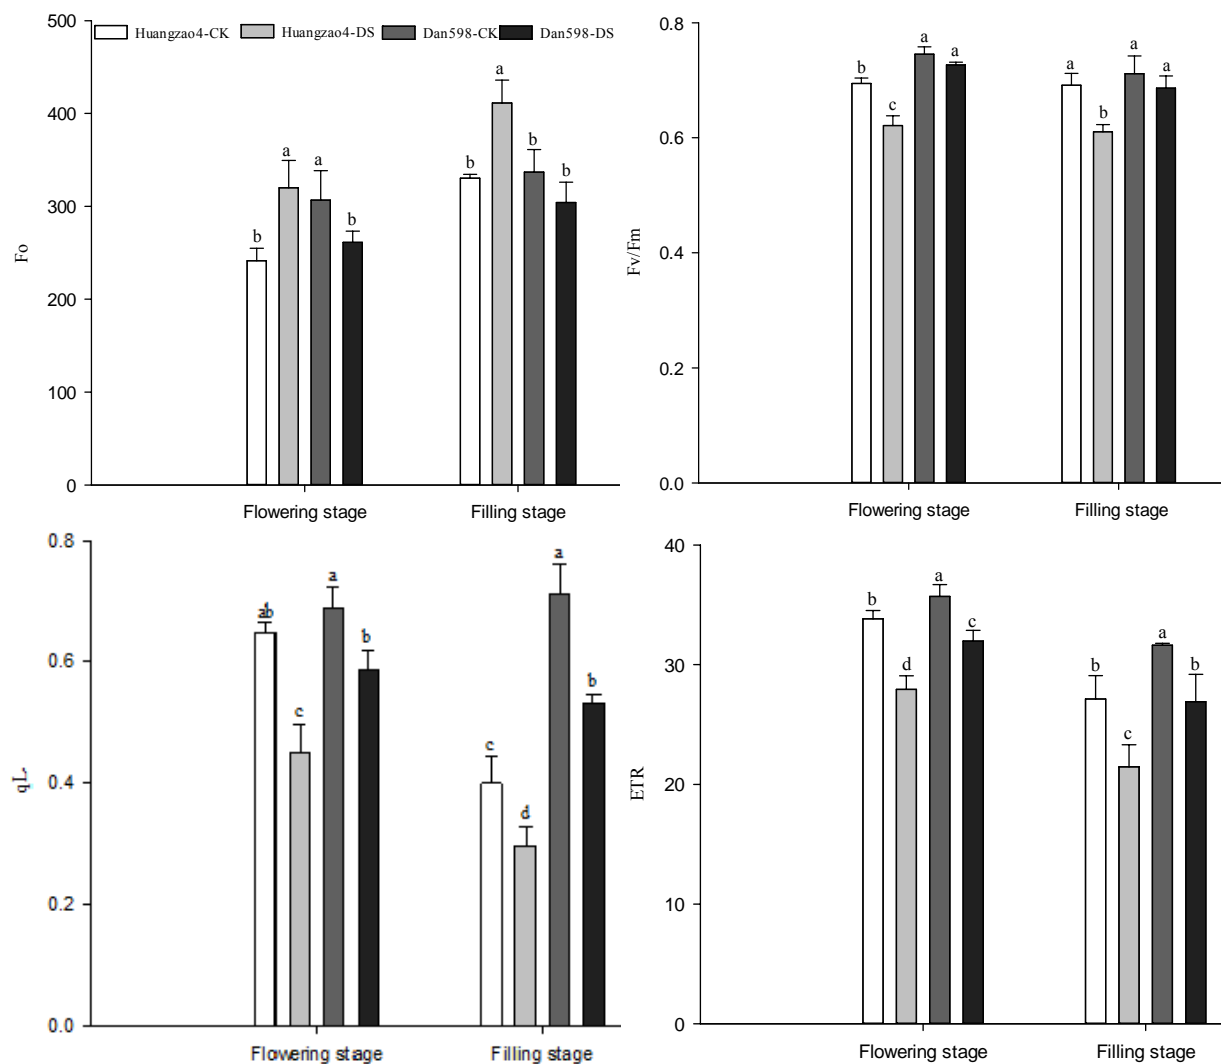 500
Huangzao4-CK Huangzao4-DS Dan598-CK Dan598-DS
400
300
200
100
0
Fo
b a a b b a b b
Flowering stage Filling stage
0.8
0.6
0.4
0.2
0.0
Fv/Fm
b c a a a b a a
Flowering stage Filling stage
0.8
0.6
0.4
0.2
0.0
qL
ab c a b c d a b
Flowering stage Filling stage
40
30
20
10
0
ETR
b d a c b c a b
Flowering stage Filling stage